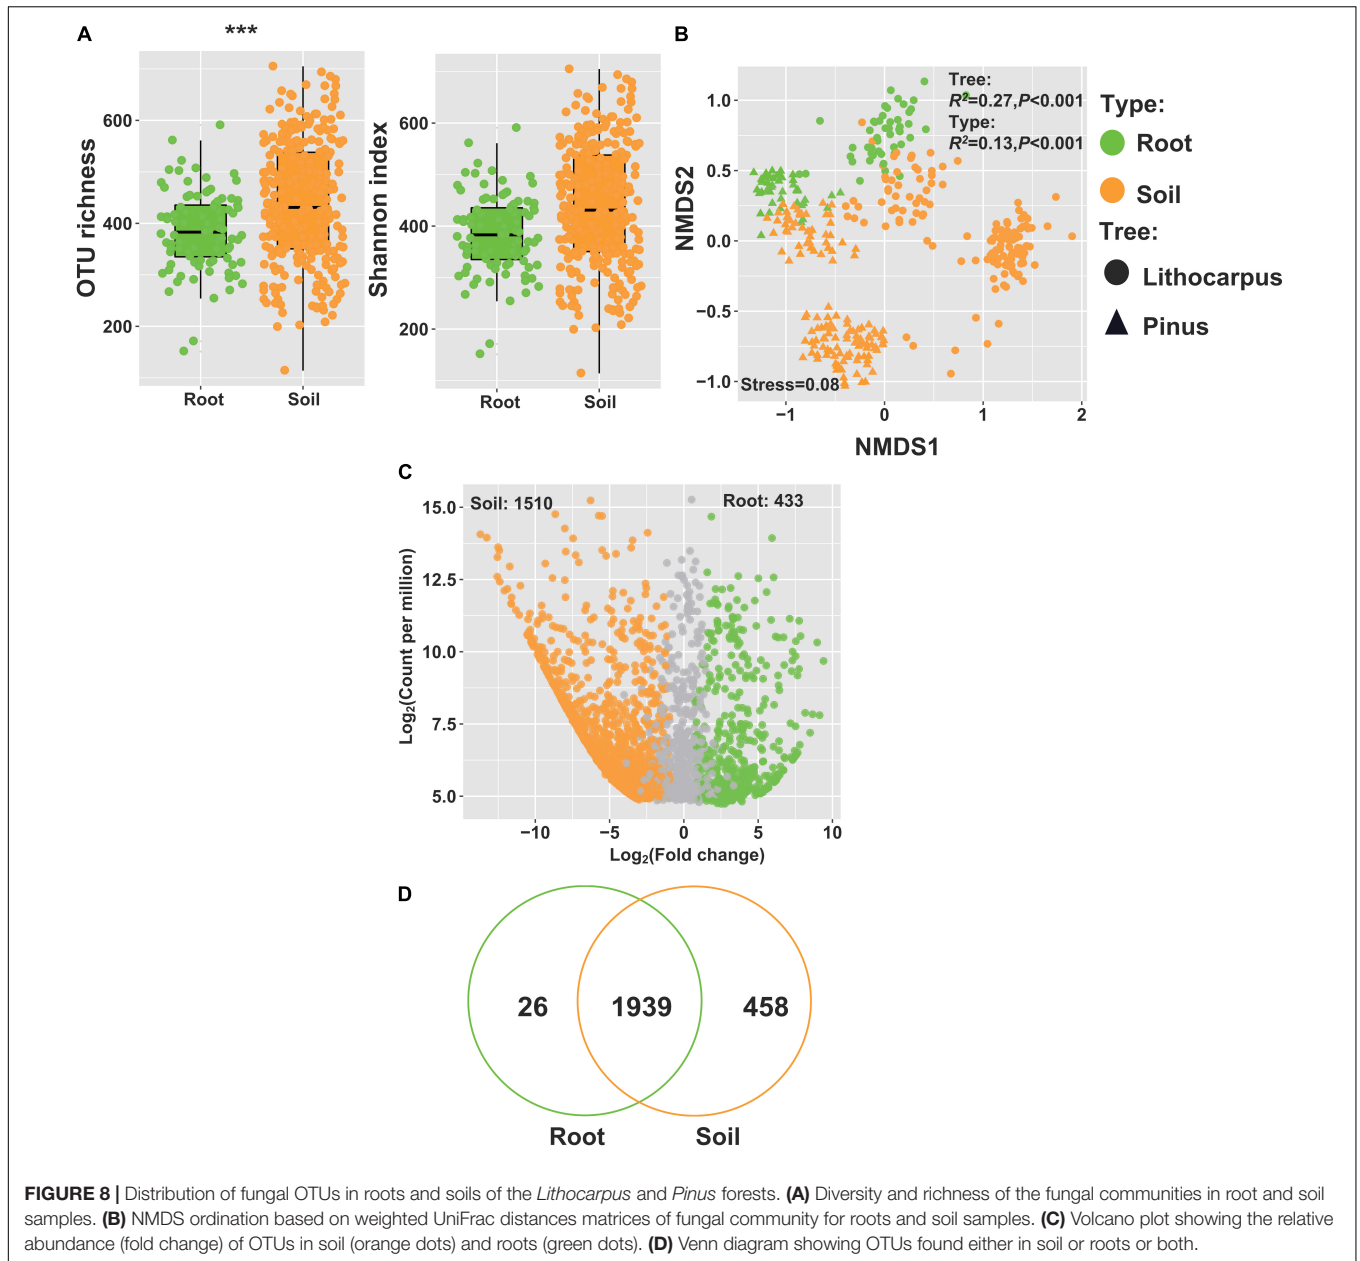 A
***
OTU richness
600
400
200
Root
Soil
Shannon index
600
400
200
Root
Soil
B
NMDS2
1.0
0.5
0.0
−0.5
−1.0
Tree:
R²=0.27,P<0.001
Type:
R²=0.13,P<0.001
Stress=0.08
−1
0
1
2
NMDS1
Type:
Root
Soil
Tree:
Lithocarpus
Pinus
C
Log₂(Count per million)
15.0
12.5
10.0
7.5
5.0
Soil: 1510
Root: 433
−10
−5
0
5
10
Log₂(Fold change)
D
26
1939
458
Root
Soil
FIGURE 8 | Distribution of fungal OTUs in roots and soils of the Lithocarpus and Pinus forests. (A) Diversity and richness of the fungal communities in root and soil
samples. (B) NMDS ordination based on weighted UniFrac distances matrices of fungal community for roots and soil samples. (C) Volcano plot showing the relative
abundance (fold change) of OTUs in soil (orange dots) and roots (green dots). (D) Venn diagram showing OTUs found either in soil or roots or both.